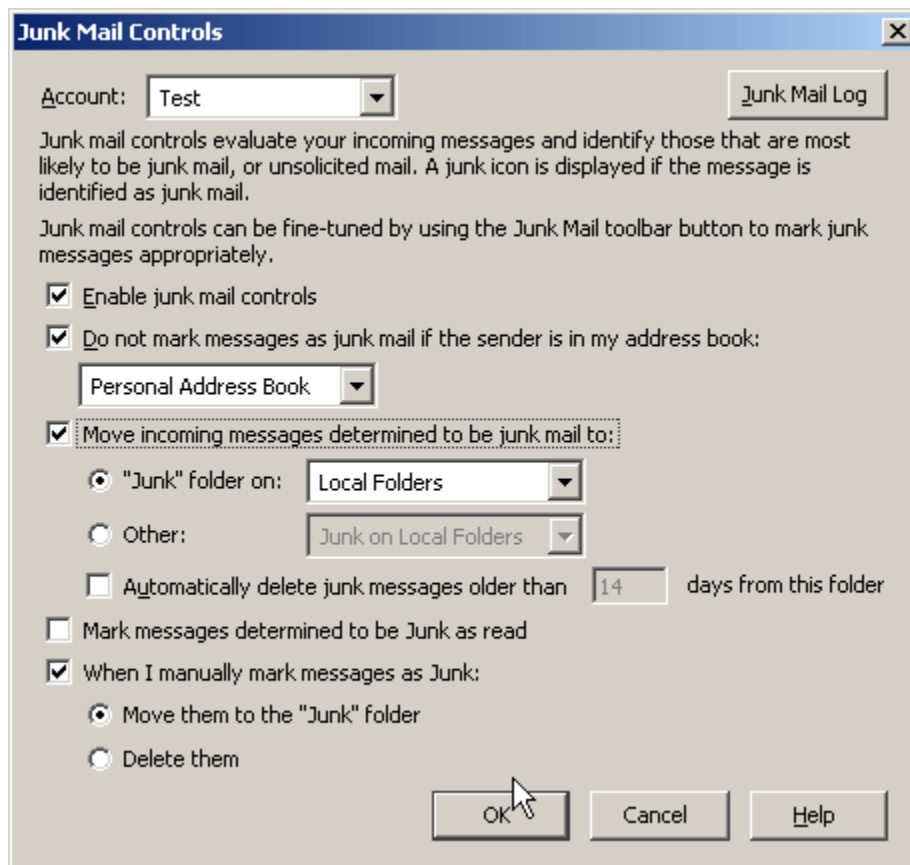 Junk Mail Controls
Account: Test Junk Mail Log
Junk mail controls evaluate your incoming messages and identify those that are most
likely to be junk mail, or unsolicited mail. A junk icon is displayed if the message is
identified as junk mail.
Junk mail controls can be fine-tuned by using the Junk Mail toolbar button to mark junk
messages appropriately.
Enable junk mail controls
Do not mark messages as junk mail if the sender is in my address book:
Personal Address Book
Move incoming messages determined to be junk mail to:
"Junk" folder on: Local Folders
Other: Junk on Local Folders
Automatically delete junk messages older than 14 days from this folder
Mark messages determined to be Junk as read
When I manually mark messages as Junk:
Move them to the "Junk" folder
Delete them
OK Cancel Help